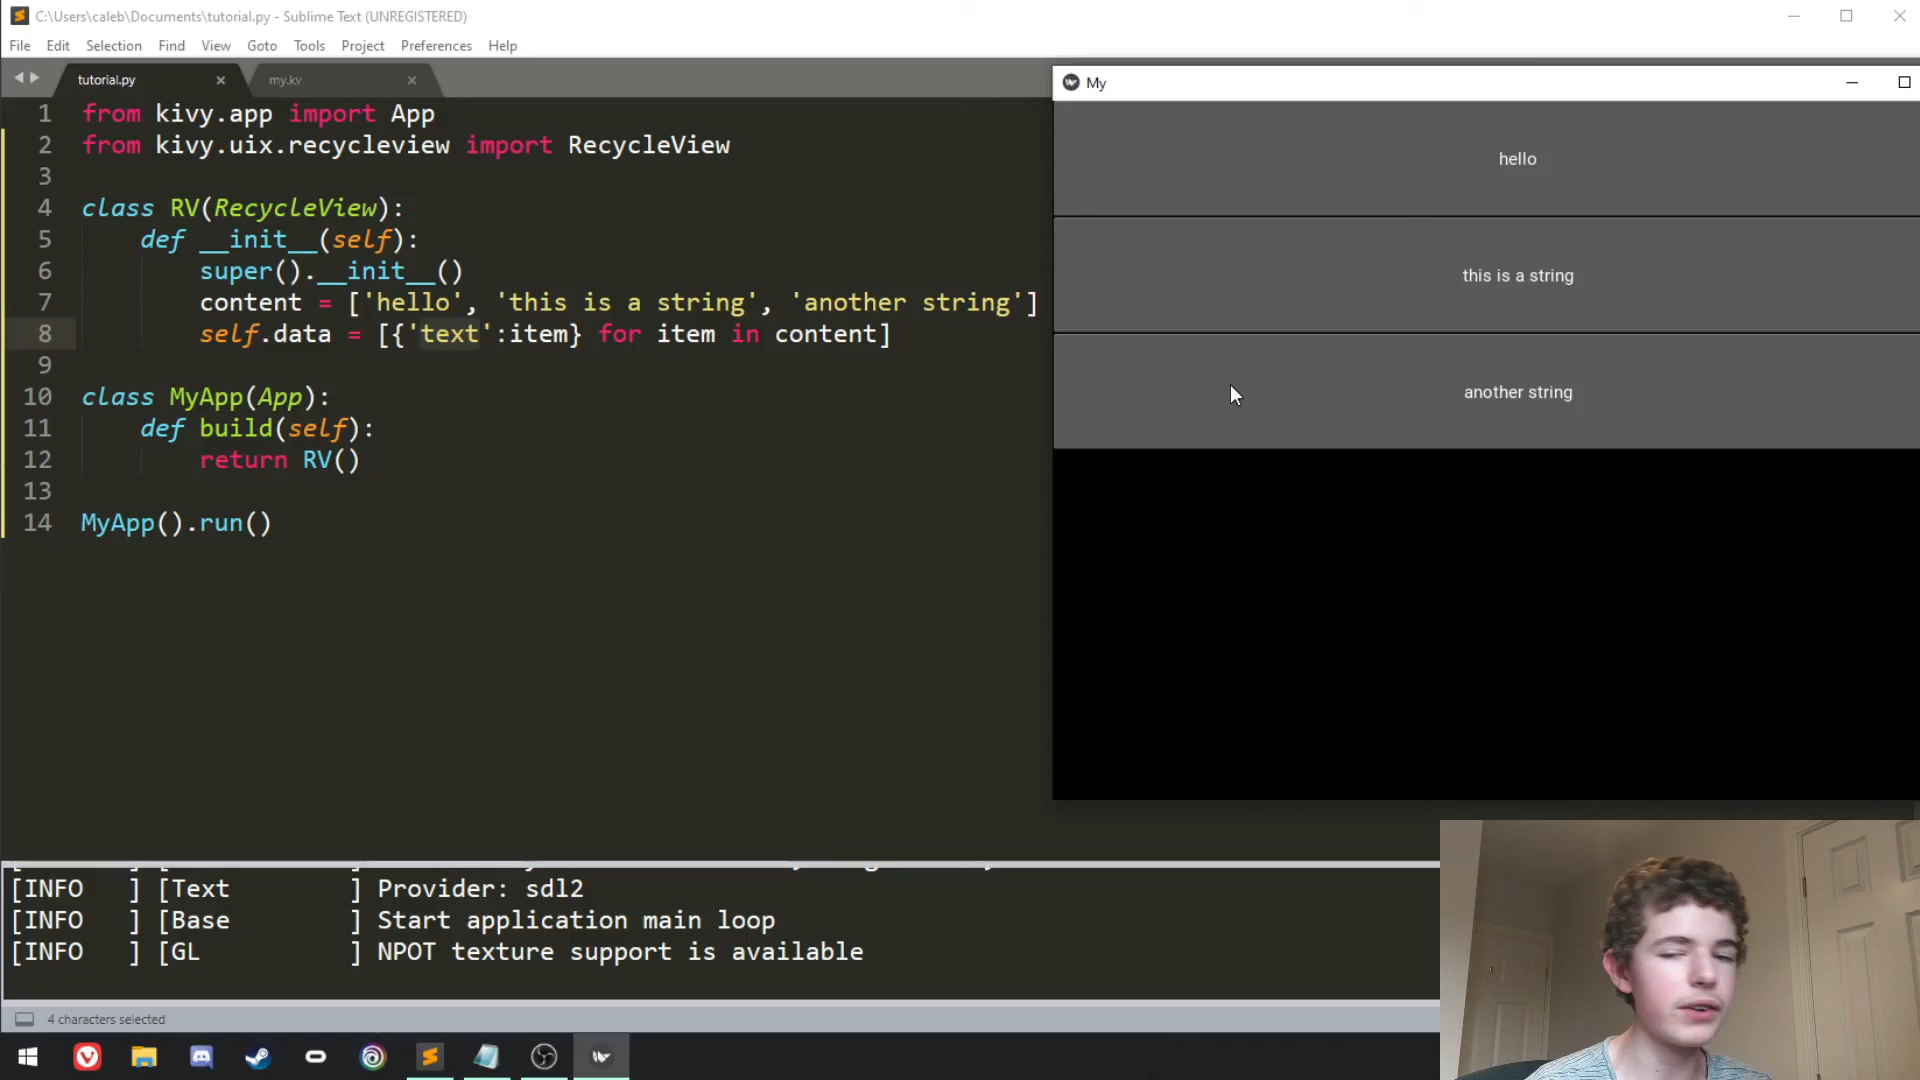 C:\Users\caleb\Documents\tutorial.py - Sublime Text (UNREGISTERED)
File Edit Selection Find View Goto Tools Project Preferences Help
tutorial.py my.kv
1 from kivy.app import App
2 from kivy.uix.recycleview import RecycleView
3
4 class RV(RecycleView):
5 def __init__(self):
6 super().__init__()
7 content = ['hello', 'this is a string', 'another string']
8 self.data = [{'text':item} for item in content]
9
10 class MyApp(App):
11 def build(self):
12 return RV()
13
14 MyApp().run()
My
hello
this is a string
another string
[INFO ] [Text ] Provider: sdl2
[INFO ] [Base ] Start application main loop
[INFO ] [GL ] NPOT texture support is available
4 characters selected